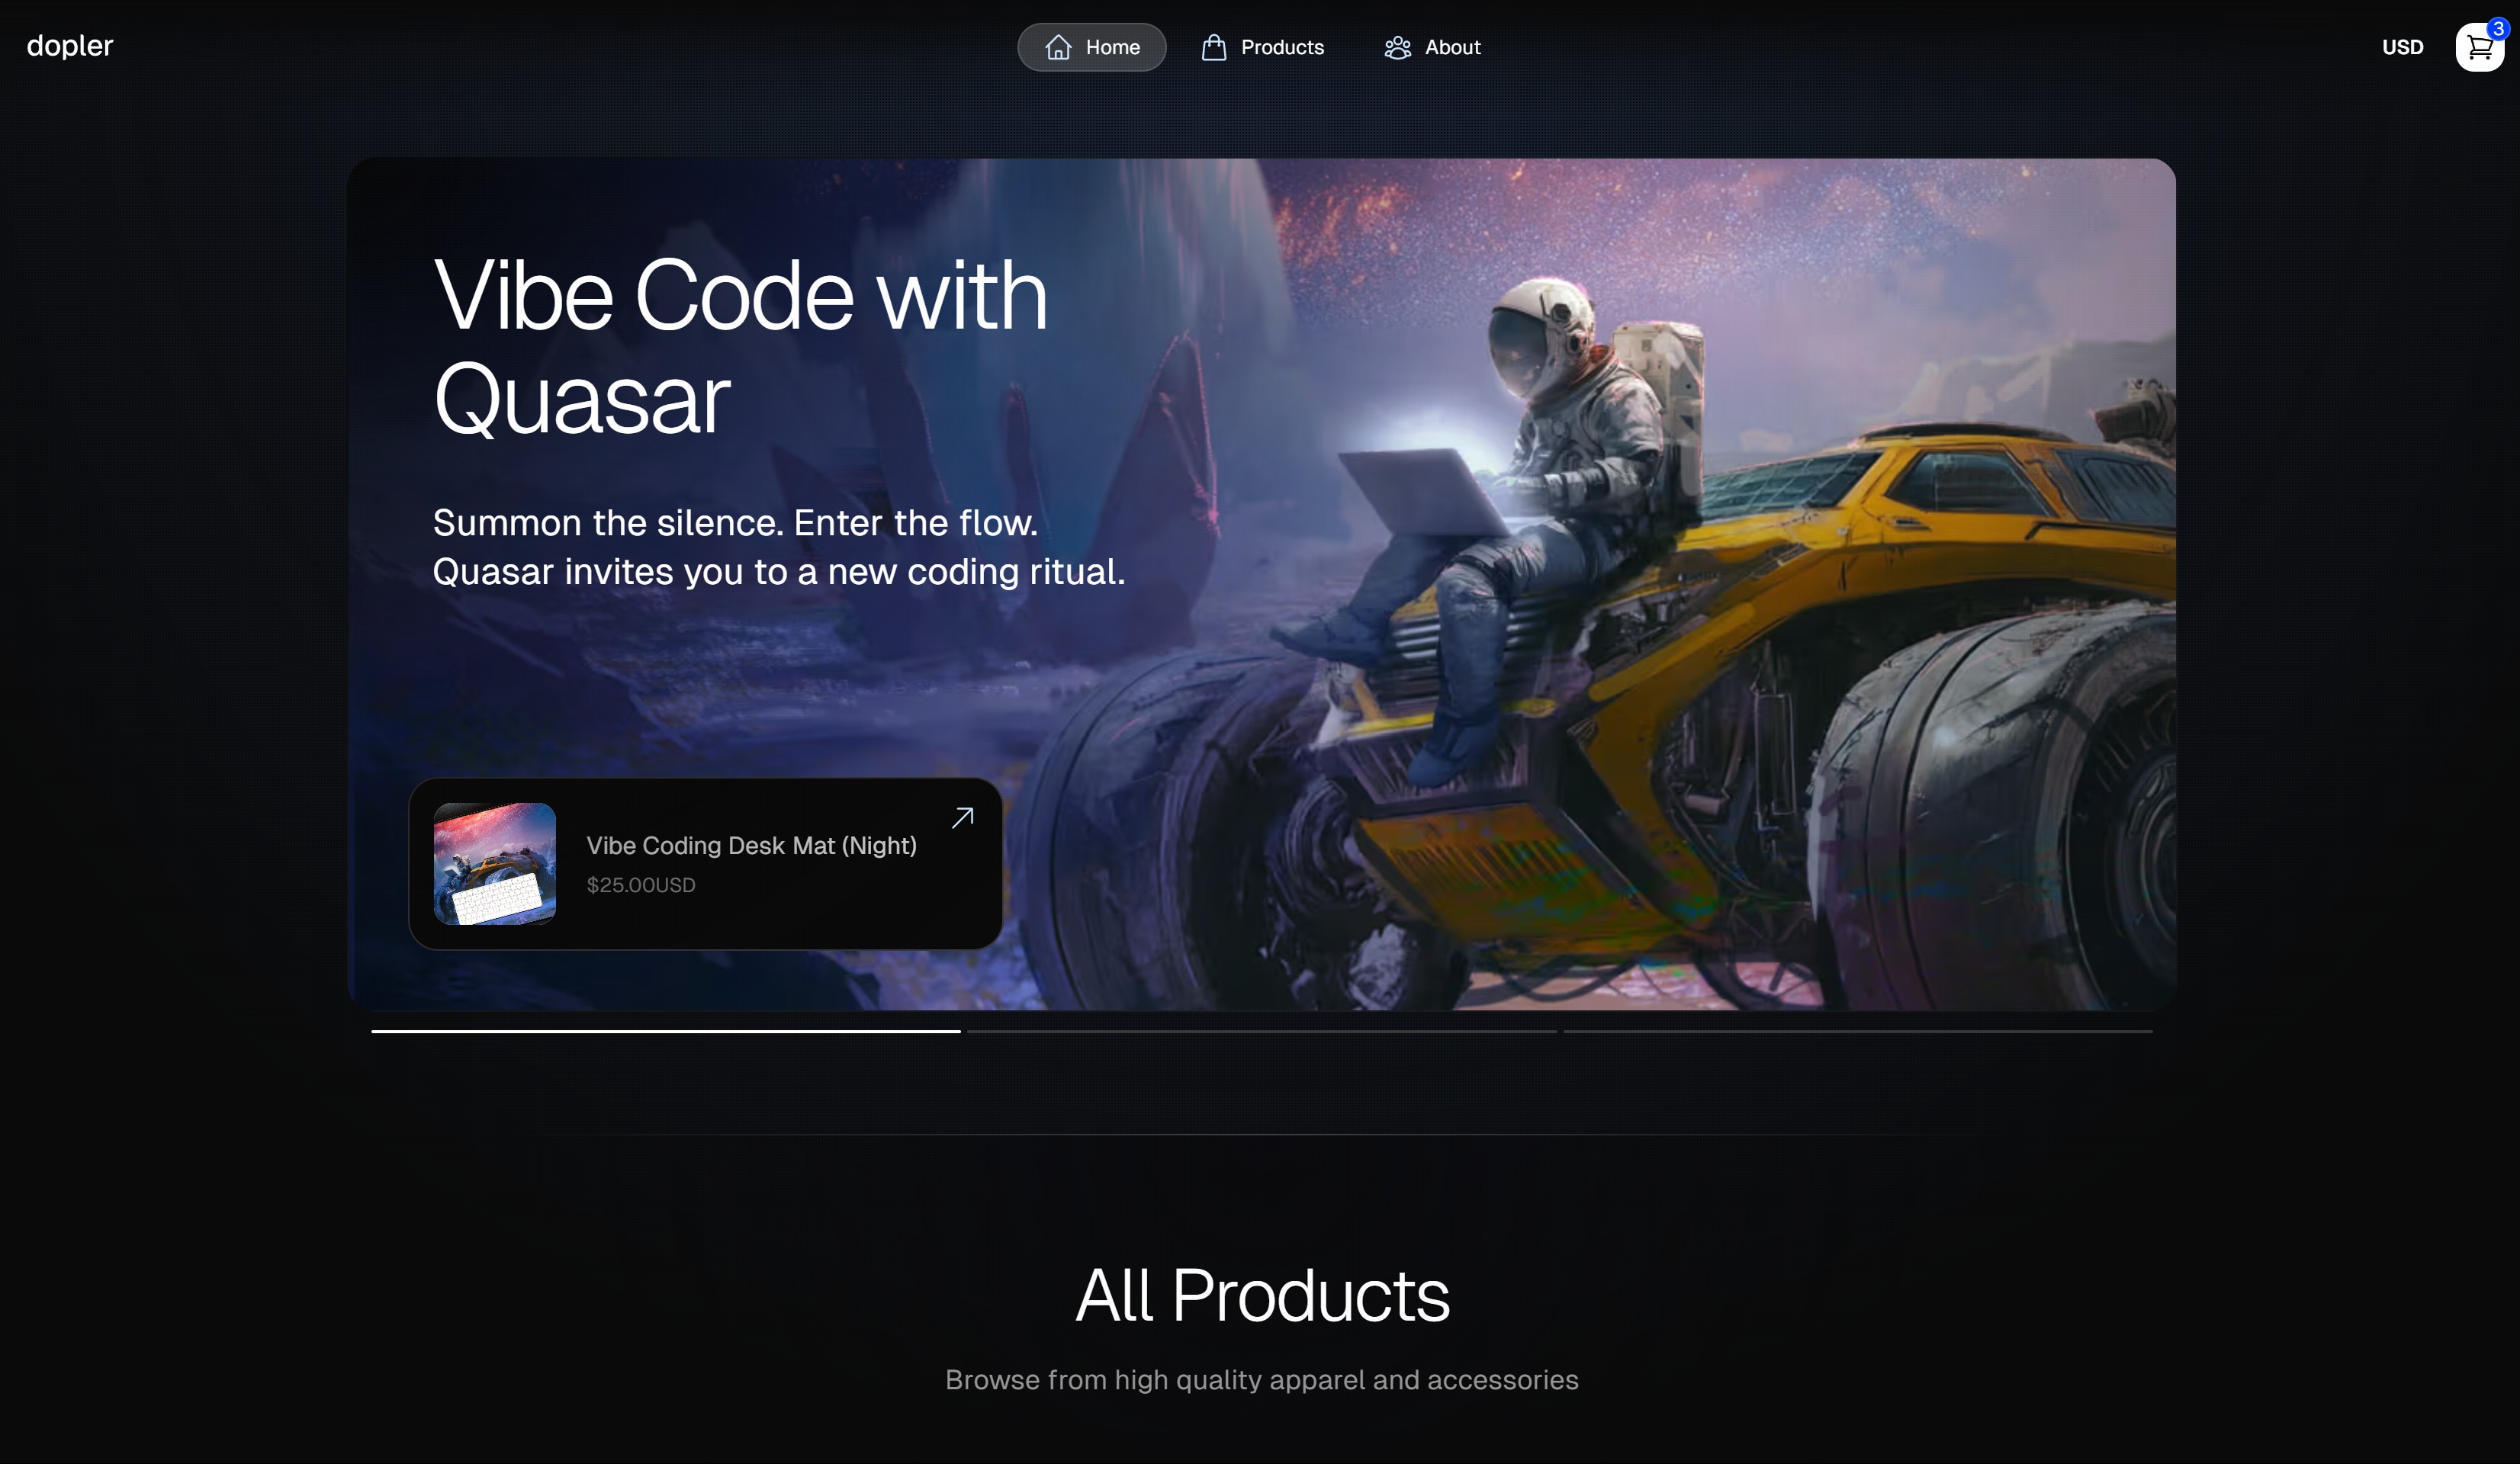 dopler
Home
Products
About
USD
3
Vibe Code with
Quasar
Summon the silence. Enter the flow.
Quasar invites you to a new coding ritual.
Vibe Coding Desk Mat (Night)
$25.00USD
All Products
Browse from high quality apparel and accessories